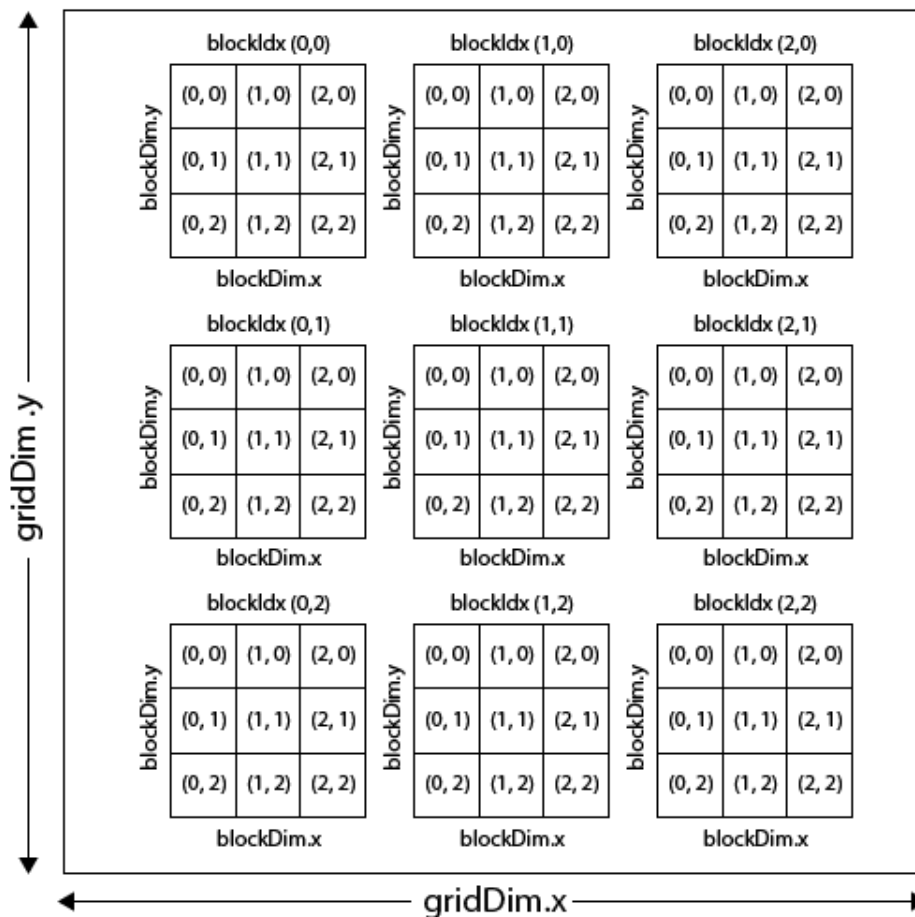 blockIdx (0,0) blockIdx (1,0) blockIdx (2,0)
blockDim.y (0, 0) (1, 0) (2, 0) blockDim.y (0, 0) (1, 0) (2, 0) blockDim.y (0, 0) (1, 0) (2, 0)
(0, 1) (1, 1) (2, 1) (0, 1) (1, 1) (2, 1) (0, 1) (1, 1) (2, 1)
(0, 2) (1, 2) (2, 2) (0, 2) (1, 2) (2, 2) (0, 2) (1, 2) (2, 2)
blockDim.x blockDim.x blockDim.x
blockIdx (0,1) blockIdx (1,1) blockIdx (2,1)
blockDim.y (0, 0) (1, 0) (2, 0) blockDim.y (0, 0) (1, 0) (2, 0) blockDim.y (0, 0) (1, 0) (2, 0)
(0, 1) (1, 1) (2, 1) (0, 1) (1, 1) (2, 1) (0, 1) (1, 1) (2, 1)
(0, 2) (1, 2) (2, 2) (0, 2) (1, 2) (2, 2) (0, 2) (1, 2) (2, 2)
blockDim.x blockDim.x blockDim.x
gridDim .y
blockIdx (0,2) blockIdx (1,2) blockIdx (2,2)
blockDim.y (0, 0) (1, 0) (2, 0) blockDim.y (0, 0) (1, 0) (2, 0) blockDim.y (0, 0) (1, 0) (2, 0)
(0, 1) (1, 1) (2, 1) (0, 1) (1, 1) (2, 1) (0, 1) (1, 1) (2, 1)
(0, 2) (1, 2) (2, 2) (0, 2) (1, 2) (2, 2) (0, 2) (1, 2) (2, 2)
blockDim.x blockDim.x blockDim.x
gridDim.x